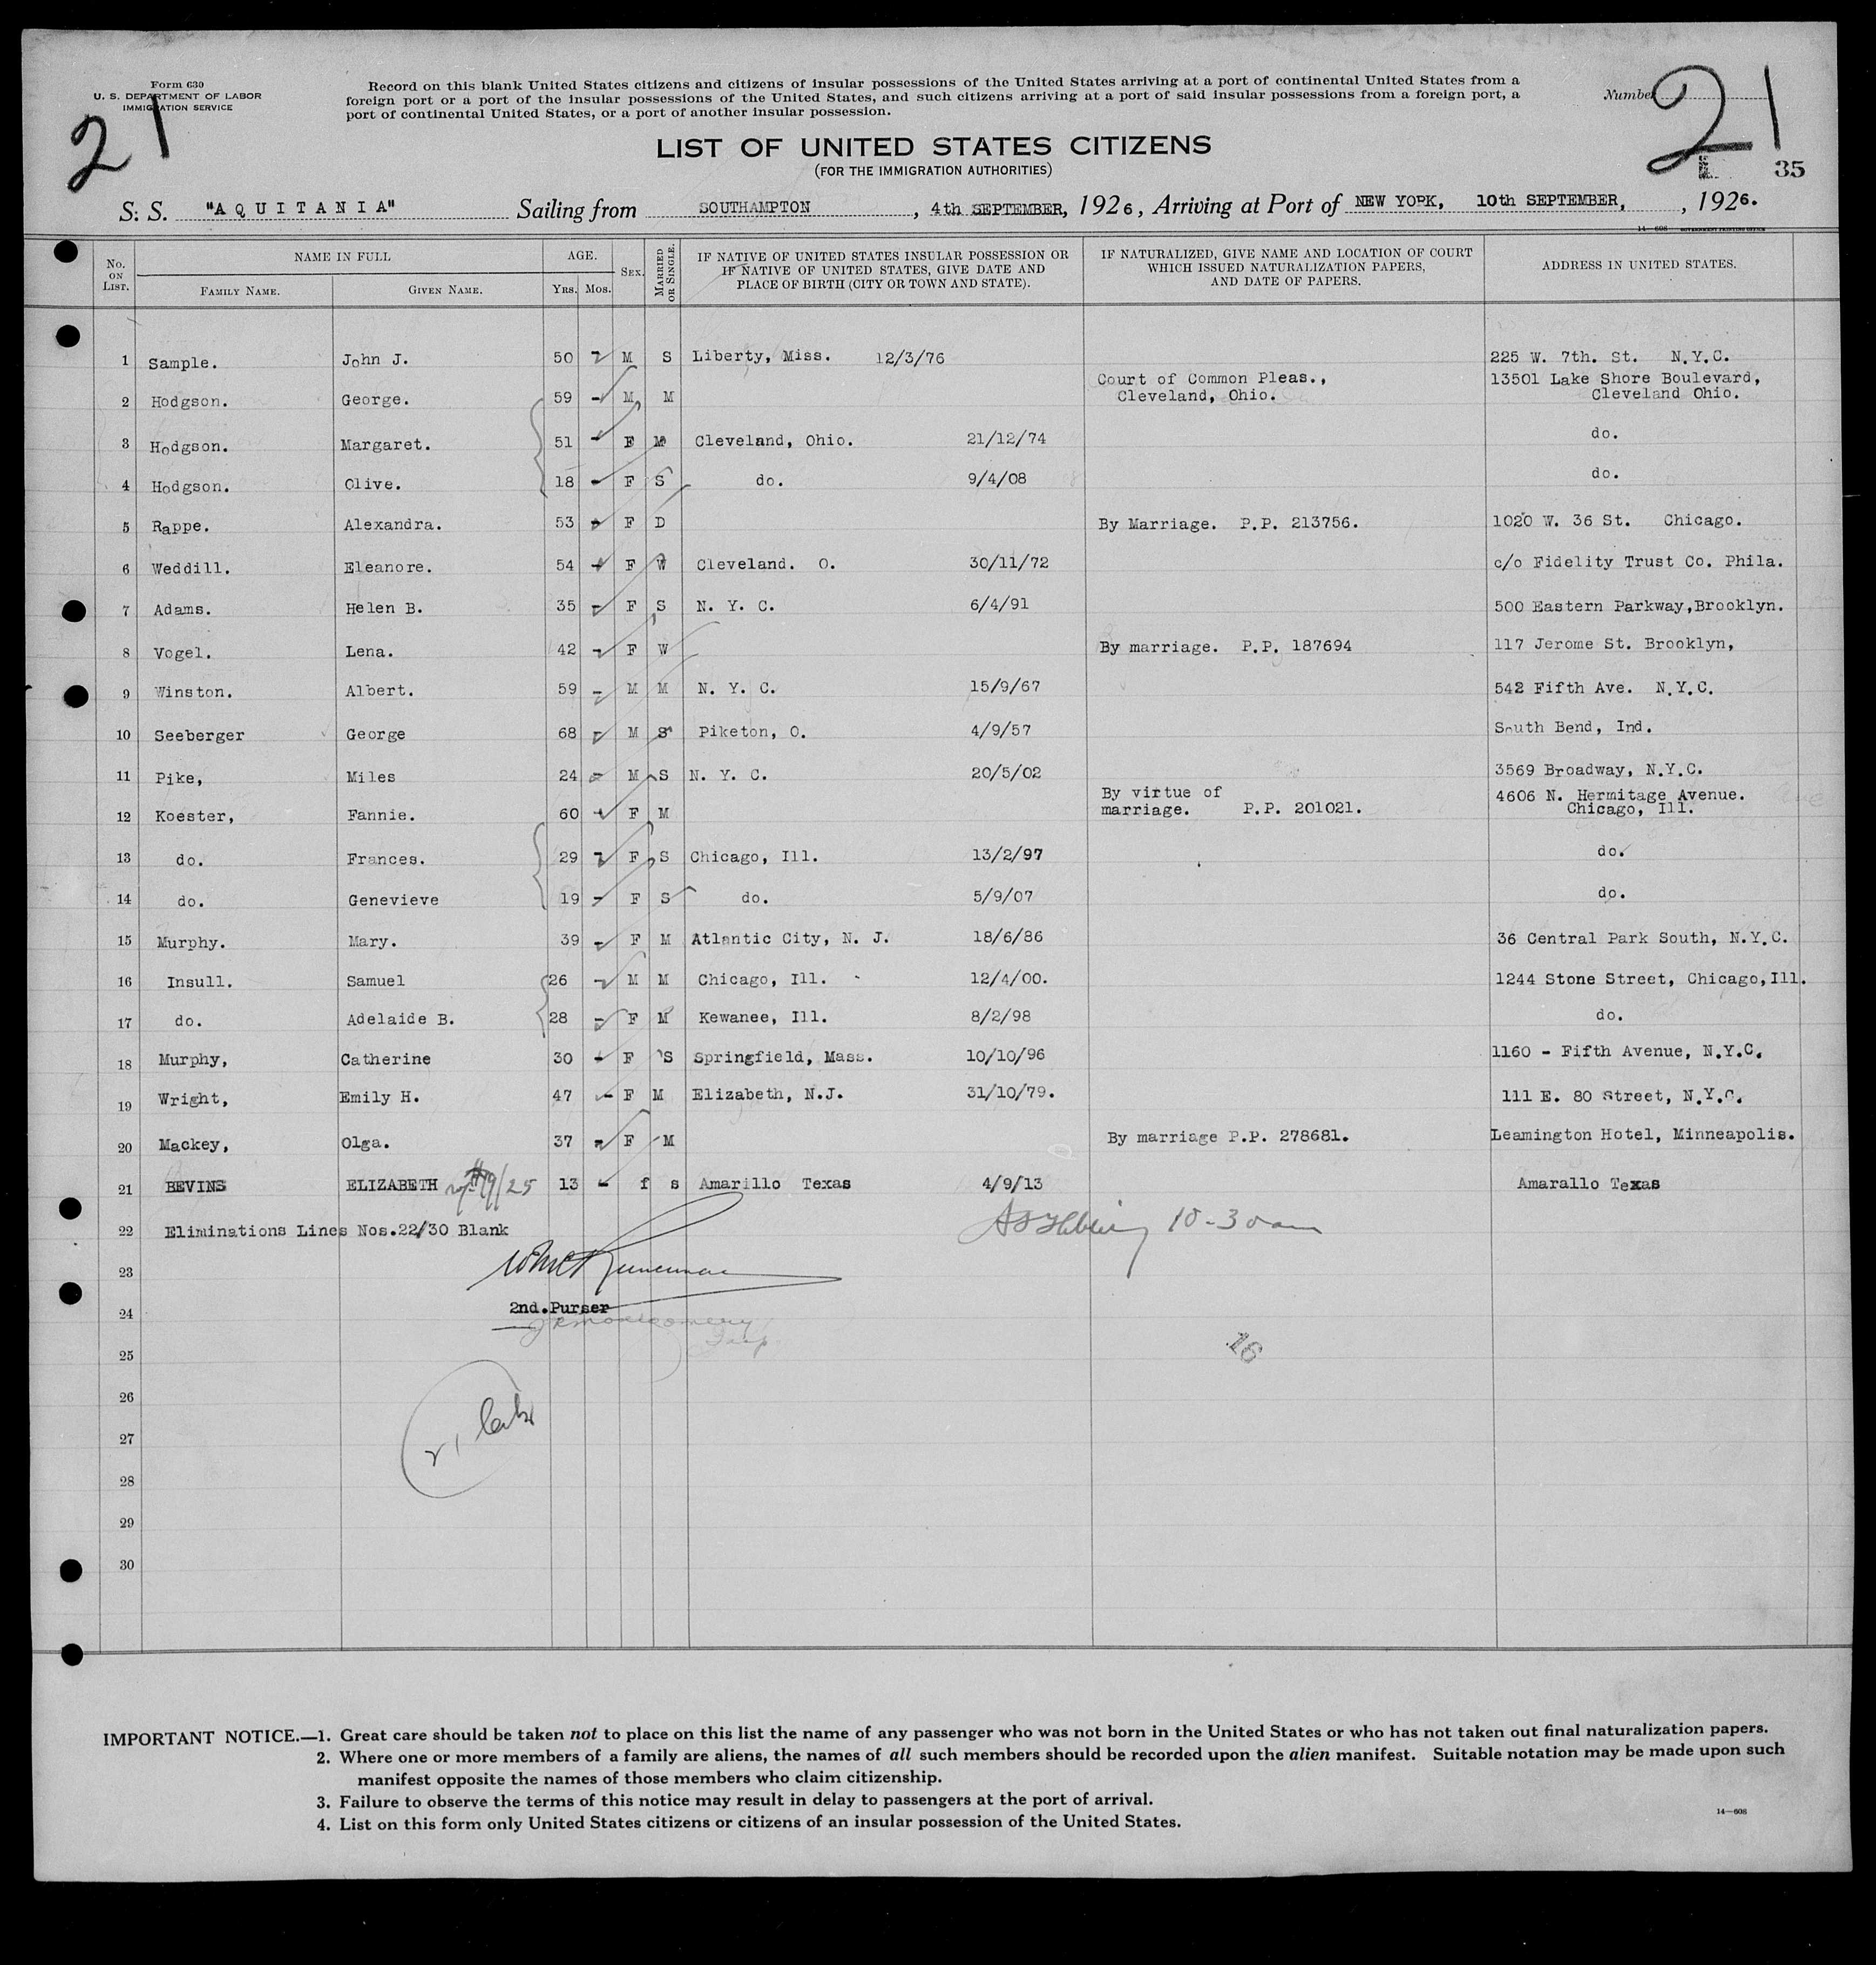 Form 630
U. S. DEPARTMENT OF LABOR
IMMIGRATION SERVICE
21
Record on this blank United States citizens and citizens of insular possessions of the United States arriving at a port of continental United States from a
foreign port or a port of the insular possessions of the United States, and such citizens arriving at a port of said insular possessions from a foreign port, a
port of continental United States, or a port of another insular possession.
Number 21
LIST OF UNITED STATES CITIZENS
(FOR THE IMMIGRATION AUTHORITIES)
35
S. S. "AQUITANIA" Sailing from SOUTHAMPTON, 4th SEPTEMBER, 1926, Arriving at Port of NEW YORK, 10th SEPTEMBER, 1926.
14—608 GOVERNMENT PRINTING OFFICE
No. ON LIST. NAME IN FULL FAMILY NAME. GIVEN NAME. AGE. YRS. MOS. SEX. MARRIED OR SINGLE. IF NATIVE OF UNITED STATES INSULAR POSSESSION OR IF NATIVE OF UNITED STATES, GIVE DATE AND PLACE OF BIRTH (CITY OR TOWN AND STATE). IF NATURALIZED, GIVE NAME AND LOCATION OF COURT WHICH ISSUED NATURALIZATION PAPERS, AND DATE OF PAPERS. ADDRESS IN UNITED STATES.
1 Sample. John J. 50 M S Liberty, Miss. 12/3/76 225 W. 7th. St. N.Y.C.
2 Hodgson. George. 59 M M Court of Common Pleas., Cleveland, Ohio. 13501 Lake Shore Boulevard, Cleveland Ohio.
3 Hodgson. Margaret. 51 F M Cleveland, Ohio. 21/12/74 do.
4 Hodgson. Olive. 18 F S do. 9/4/08 do.
5 Rappe. Alexandra. 53 F D By Marriage. P.P. 213756. 1020 W. 36 St. Chicago.
6 Weddill. Eleanore. 54 F W Cleveland. O. 30/11/72 c/o Fidelity Trust Co. Phila.
7 Adams. Helen B. 35 F S N. Y. C. 6/4/91 500 Eastern Parkway,Brooklyn.
8 Vogel. Lena. 42 F W By marriage. P.P. 187694 117 Jerome St. Brooklyn,
9 Winston. Albert. 59 M M N. Y. C. 15/9/67 542 Fifth Ave. N.Y.C.
10 Seeberger George 68 M S Piketon, O. 4/9/57 South Bend, Ind.
11 Pike, Miles 24 M S N. Y. C. 20/5/02 3569 Broadway, N.Y.C.
12 Koester, Fannie. 60 F M By virtue of marriage. P.P. 201021. 4606 N. Hermitage Avenue. Chicago, Ill.
13 do. Frances. 29 F S Chicago, Ill. 13/2/97 do.
14 do. Genevieve 19 F S do. 5/9/07 do.
15 Murphy. Mary. 39 F M Atlantic City, N. J. 18/6/86 36 Central Park South, N.Y.C.
16 Insull. Samuel 26 M M Chicago, Ill. 12/4/00. 1244 Stone Street, Chicago,Ill.
17 do. Adelaide B. 28 F M Kewanee, Ill. 8/2/98 do.
18 Murphy, Catherine 30 F S Springfield, Mass. 10/10/96 1160 - Fifth Avenue, N.Y.C.
19 Wright, Emily H. 47 F M Elizabeth, N.J. 31/10/79. 111 E. 80 Street, N.Y.C.
20 Mackey, Olga. 37 F M By marriage P.P. 278681. Leamington Hotel, Minneapolis.
21 BEVINS ELIZABETH 13 f s Amarillo Texas 4/9/13 Amarallo Texas
22 Eliminations Lines Nos.22/30 Blank 10-30am
23
2nd.Purser
24
16
25
26
27
28
29
30
IMPORTANT NOTICE.—1. Great care should be taken not to place on this list the name of any passenger who was not born in the United States or who has not taken out final naturalization papers.
2. Where one or more members of a family are aliens, the names of all such members should be recorded upon the alien manifest. Suitable notation may be made upon such
manifest opposite the names of those members who claim citizenship.
3. Failure to observe the terms of this notice may result in delay to passengers at the port of arrival.
4. List on this form only United States citizens or citizens of an insular possession of the United States.
14—608